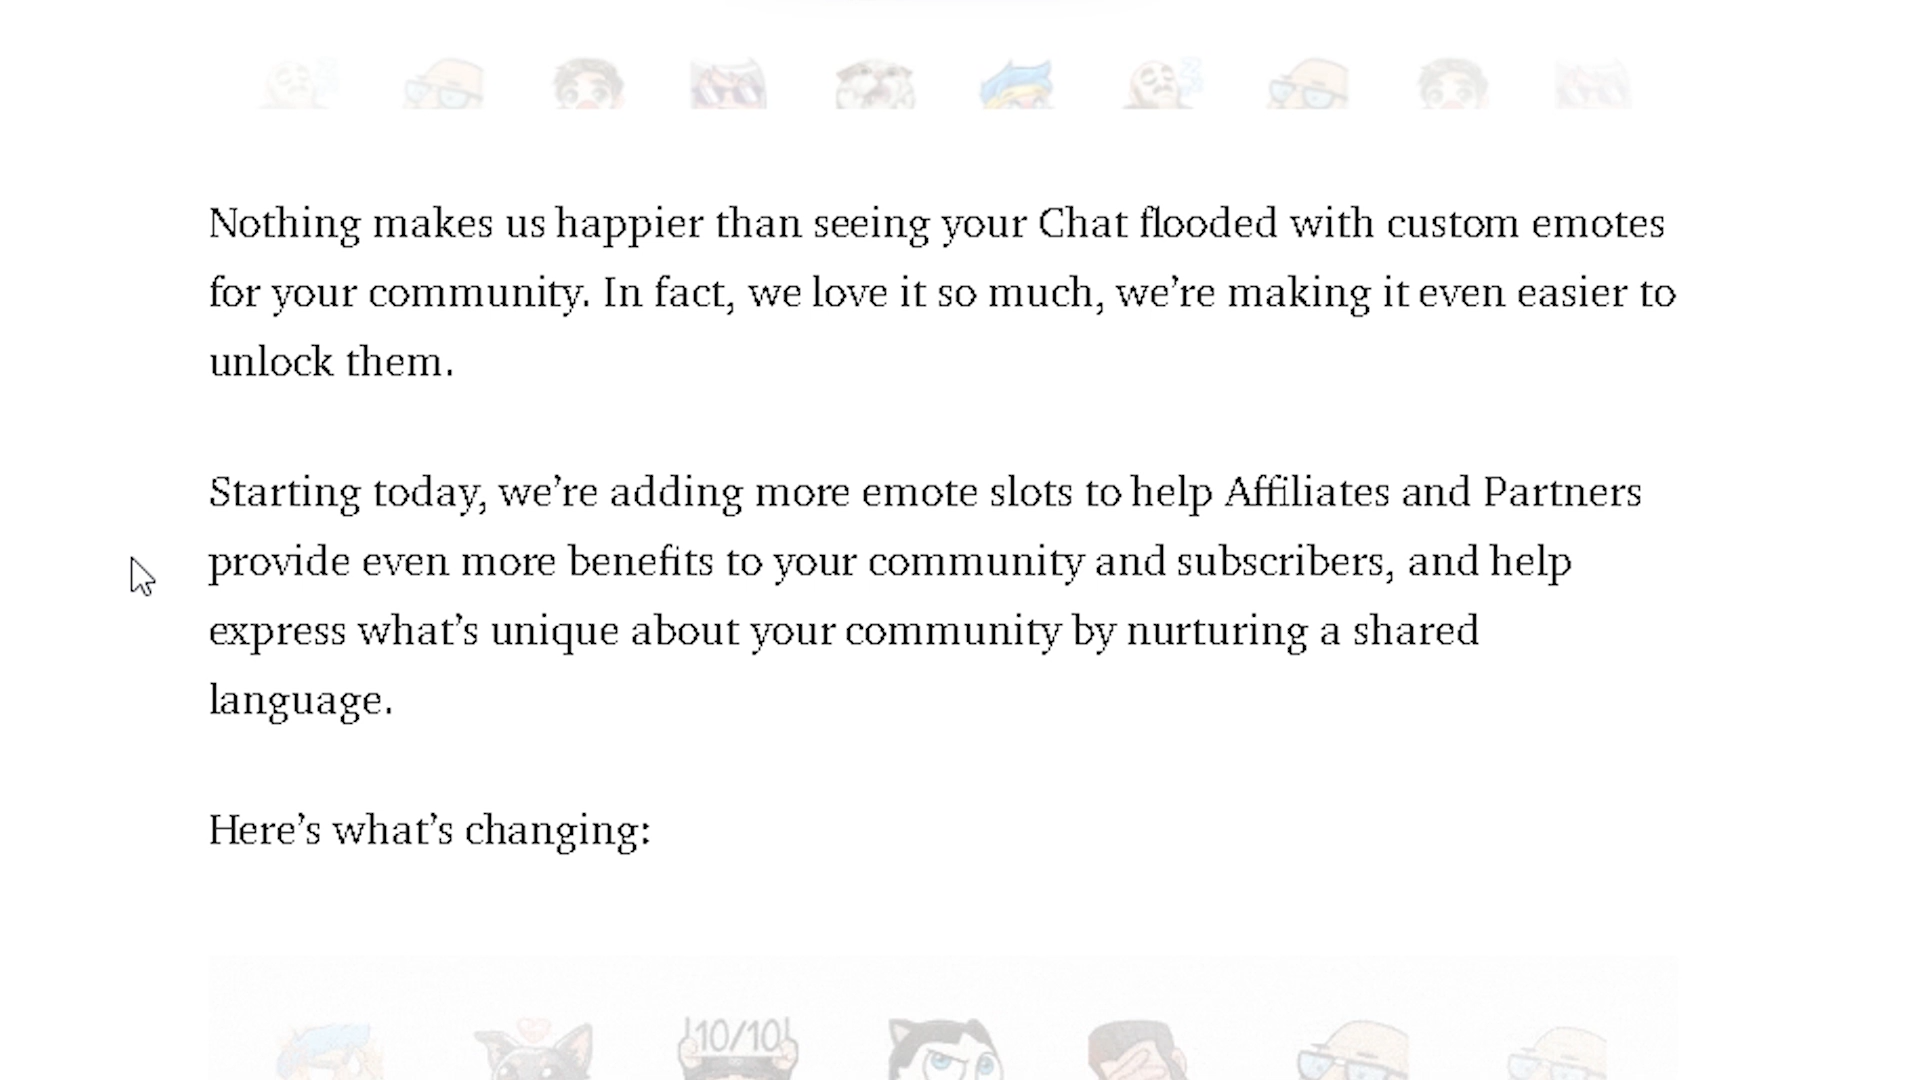 Nothing makes us happier than seeing your Chat flooded with custom emotes
for your community. In fact, we love it so much, we’re making it even easier to
unlock them.
Starting today, we’re adding more emote slots to help Affiliates and Partners
provide even more benefits to your community and subscribers, and help
express what’s unique about your community by nurturing a shared
language.
Here’s what’s changing:
10/10